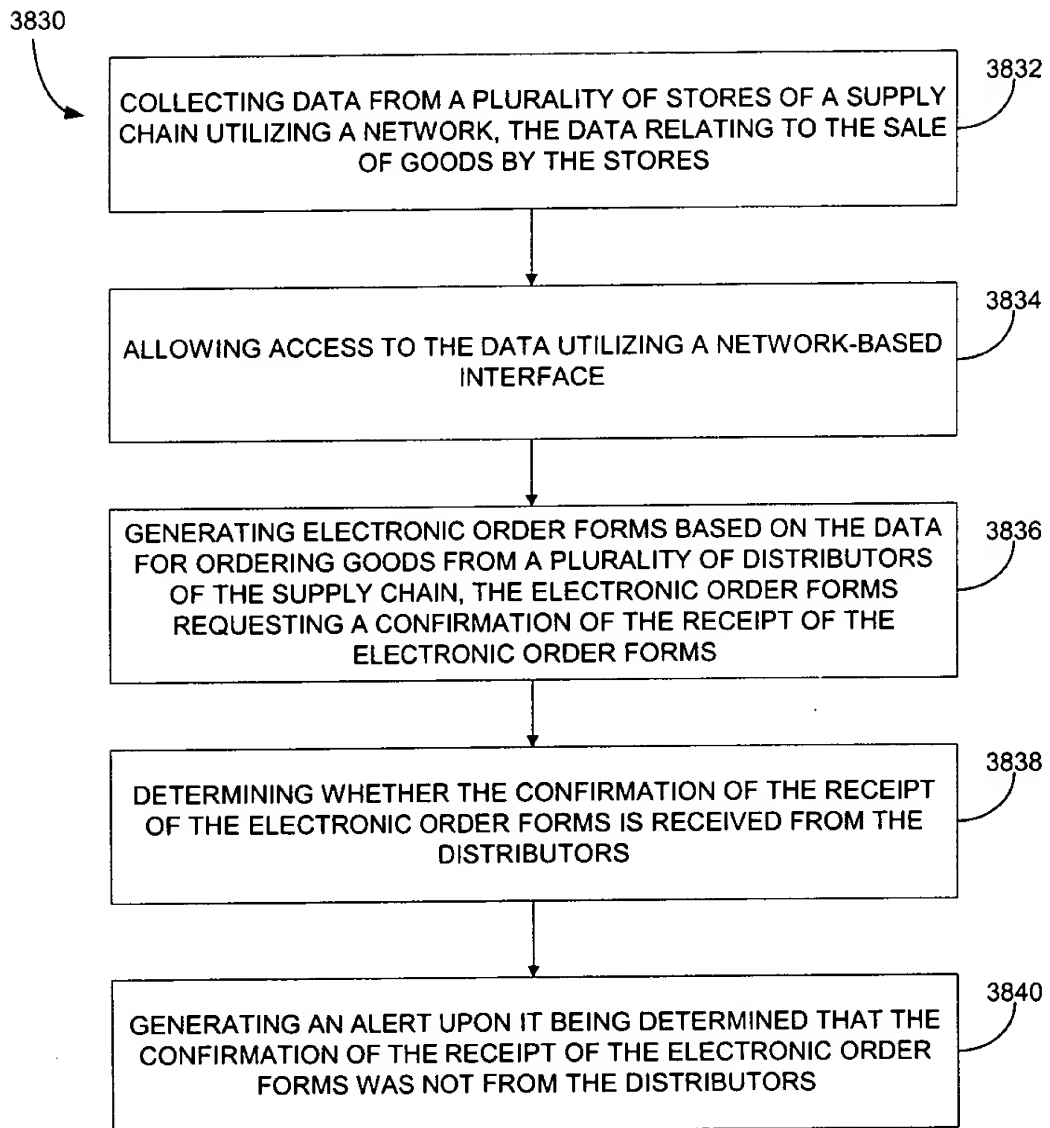 3830
3832
COLLECTING DATA FROM A PLURALITY OF STORES OF A SUPPLY
CHAIN UTILIZING A NETWORK, THE DATA RELATING TO THE SALE
OF GOODS BY THE STORES
3834
ALLOWING ACCESS TO THE DATA UTILIZING A NETWORK-BASED
INTERFACE
3836
GENERATING ELECTRONIC ORDER FORMS BASED ON THE DATA
FOR ORDERING GOODS FROM A PLURALITY OF DISTRIBUTORS
OF THE SUPPLY CHAIN, THE ELECTRONIC ORDER FORMS
REQUESTING A CONFIRMATION OF THE RECEIPT OF THE
ELECTRONIC ORDER FORMS
3838
DETERMINING WHETHER THE CONFIRMATION OF THE RECEIPT
OF THE ELECTRONIC ORDER FORMS IS RECEIVED FROM THE
DISTRIBUTORS
3840
GENERATING AN ALERT UPON IT BEING DETERMINED THAT THE
CONFIRMATION OF THE RECEIPT OF THE ELECTRONIC ORDER
FORMS WAS NOT FROM THE DISTRIBUTORS